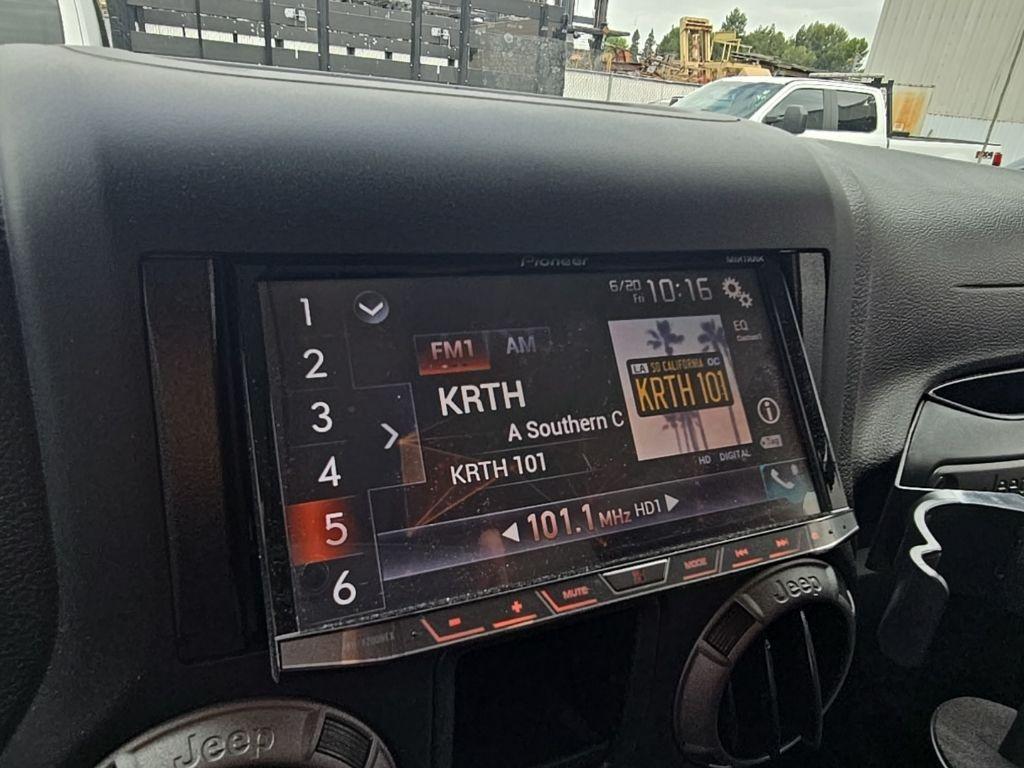 Pioneer
6/20
Fri
10:16
1
2
3
4
5
6
FM1
AM
KRTH
A Southern C
KRTH 101
101.1 MHz HD1
LA SO CALIFORNIA OC
KRTH 101
HD DIGITAL
EQ
Tag
MUTE
MODE
Jeep
Jeep